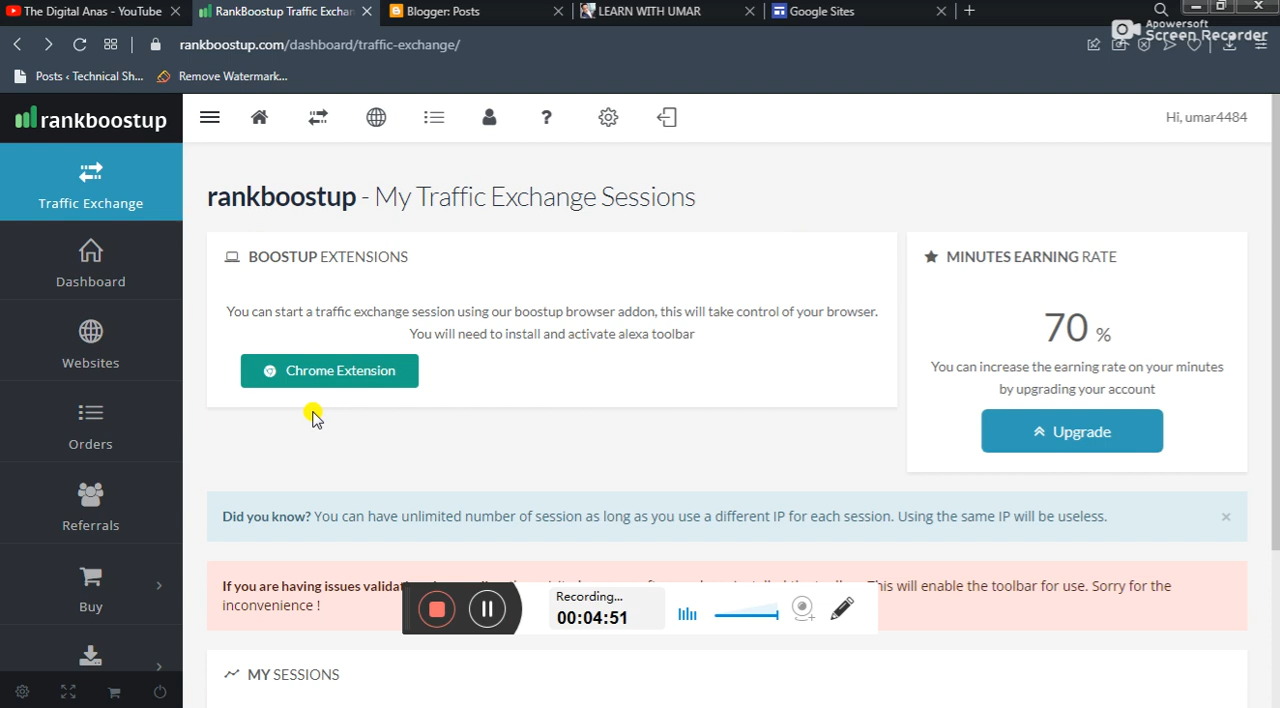 The Digital Anas - YouTube
RankBoostup Traffic Exchan
Blogger: Posts
LEARN WITH UMAR
Google Sites
Apowersoft
Screen Recorder
rankboostup.com/dashboard/traffic-exchange/
Posts ‹ Technical Sh...
Remove Watermark...
rankboostup
Hi, umar4484
Traffic Exchange
Dashboard
Websites
Orders
Referrals
Buy
rankboostup - My Traffic Exchange Sessions
BOOSTUP EXTENSIONS
You can start a traffic exchange session using our boostup browser addon, this will take control of your browser.
You will need to install and activate alexa toolbar
Chrome Extension
MINUTES EARNING RATE
70 %
You can increase the earning rate on your minutes
by upgrading your account
Upgrade
Did you know? You can have unlimited number of session as long as you use a different IP for each session. Using the same IP will be useless.
If you are having issues This will enable the toolbar for use. Sorry for the
inconvenience !
Recording...
00:04:51
MY SESSIONS